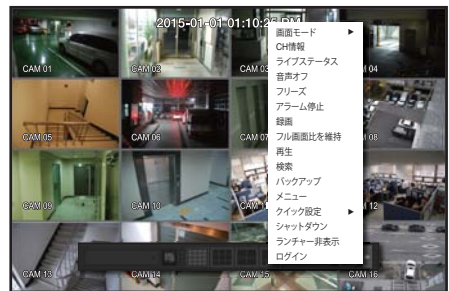 2015-01-01 01:10:25 PM
CAM 01
CAM 02
CAM 03
04
CAM 05
CAM 06
CAM 07
08
CAM 09
CAM 10
CAM 11
12
CAM 13
CAM 14
CAM 15
CAM 16
画面モード
CH情報
ライブステータス
音声オフ
フリーズ
アラーム停止
録画
フル画面比を維持
再生
検索
バックアップ
メニュー
クイック設定
シャットダウン
ランチャー非表示
ログイン